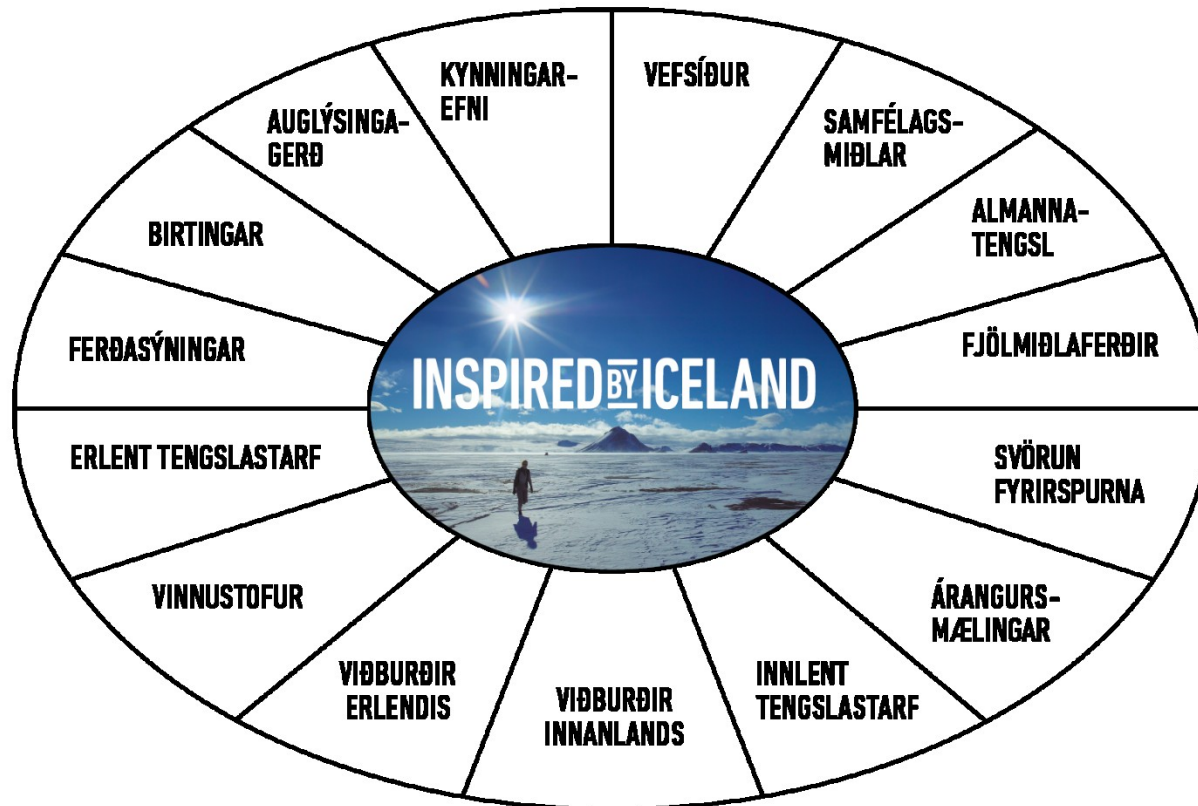 KYNNINGAR-
EFNI
VEFSÍÐUR
SAMFÉLAGS-
MIÐLAR
ALMANNA-
TENGSL
FJÖLMIÐLAFERÐIR
SVÖRUN
FYRIRSPURNA
ÁRANGURS-
MÆLINGAR
INNLENT
TENGSLASTARF
VIÐBURÐIR
INNANLANDS
VIÐBURÐIR
ERLENDIS
VINNUSTOFUR
ERLENT TENGSLASTARF
FERÐASÝNINGAR
BIRTINGAR
AUGLÝSINGA-
GERÐ
INSPIRED BY ICELAND